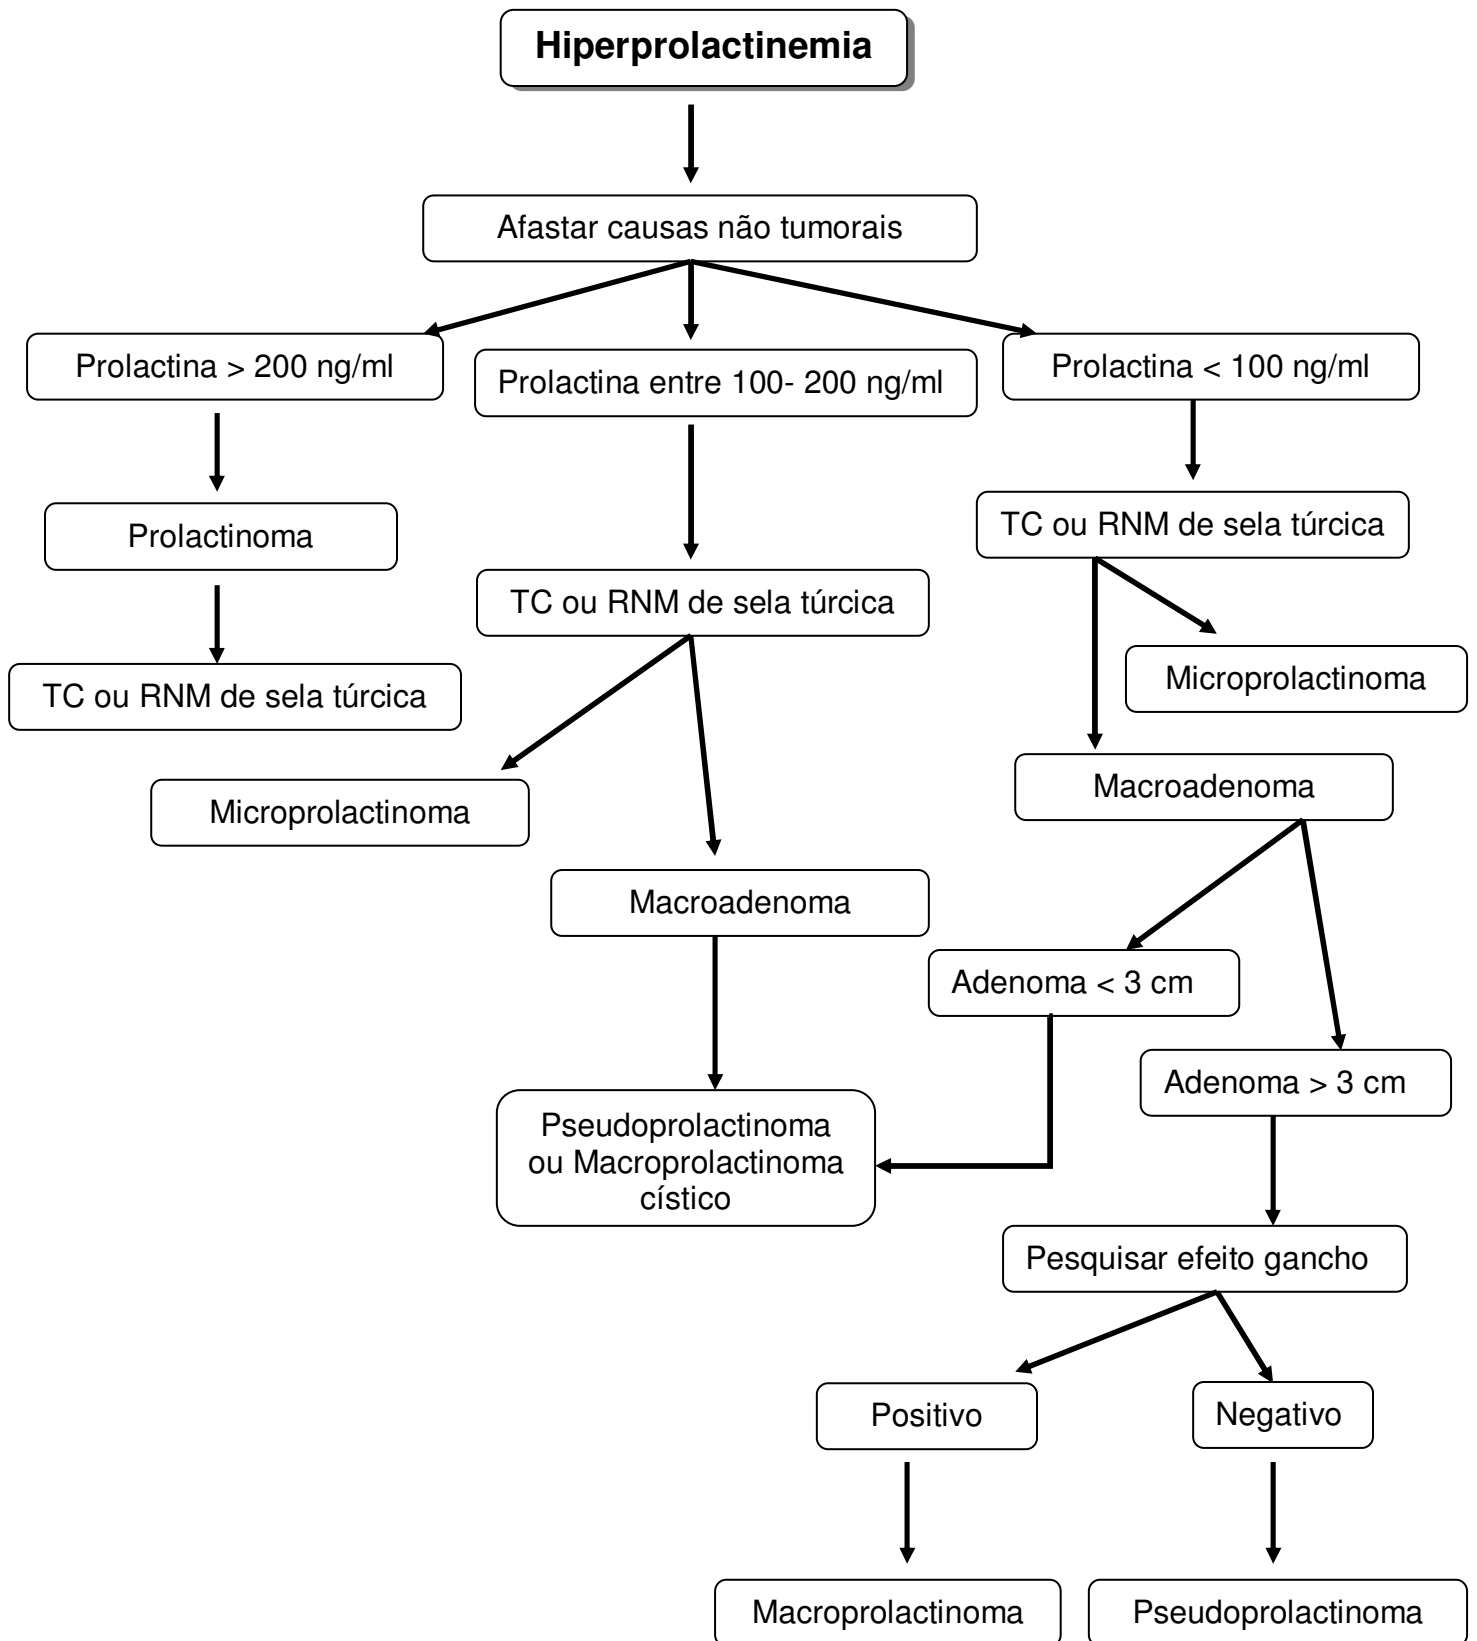 Hiperprolactinemia
Afastar causas não tumorais
Prolactina > 200 ng/ml
Prolactina entre 100- 200 ng/ml
Prolactina < 100 ng/ml
Prolactinoma
TC ou RNM de sela túrcica
TC ou RNM de sela túrcica
TC ou RNM de sela túrcica
Microprolactinoma
Microprolactinoma
Macroadenoma
Macroadenoma
Adenoma < 3 cm
Adenoma > 3 cm
Pseudoprolactinoma
ou Macroprolactinoma
cístico
Pesquisar efeito gancho
Positivo
Negativo
Macroprolactinoma
Pseudoprolactinoma